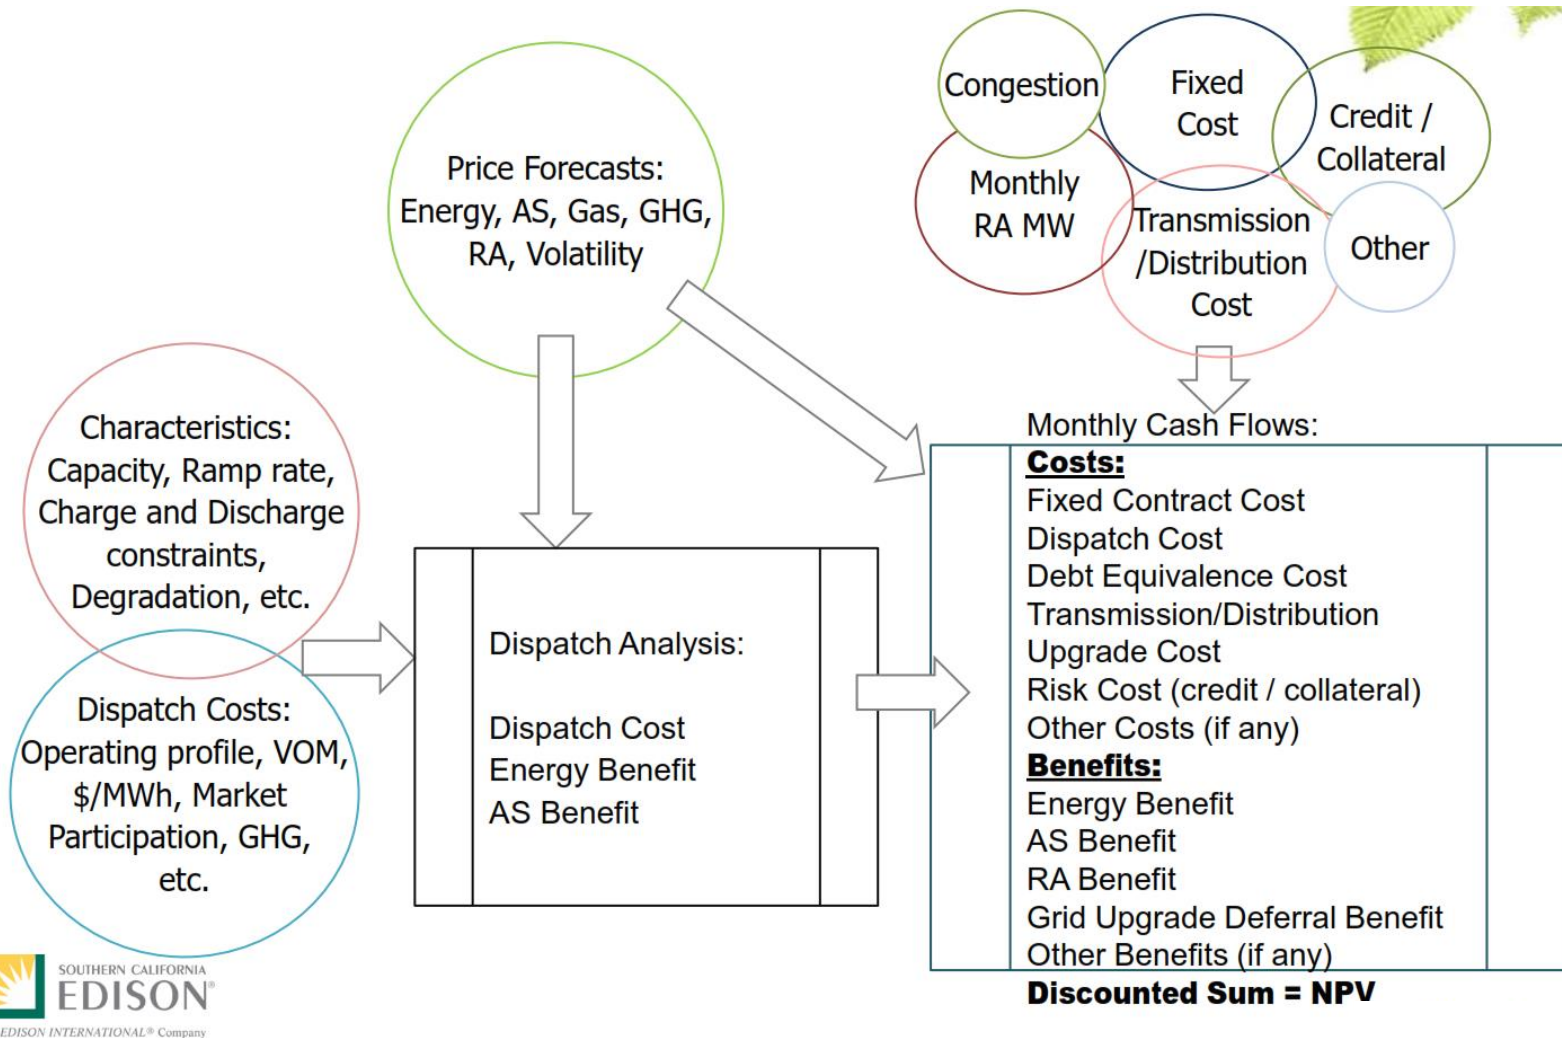 Congestion
Fixed
Cost
Credit /
Collateral
Monthly
RA MW
Transmission
/Distribution
Cost
Other
Price Forecasts:
Energy, AS, Gas, GHG,
RA, Volatility
Characteristics:
Capacity, Ramp rate,
Charge and Discharge
constraints,
Degradation, etc.
Dispatch Costs:
Operating profile, VOM,
$/MWh, Market
Participation, GHG,
etc.
Dispatch Analysis:
Dispatch Cost
Energy Benefit
AS Benefit
Monthly Cash Flows:
Costs:
Fixed Contract Cost
Dispatch Cost
Debt Equivalence Cost
Transmission/Distribution
Upgrade Cost
Risk Cost (credit / collateral)
Other Costs (if any)
Benefits:
Energy Benefit
AS Benefit
RA Benefit
Grid Upgrade Deferral Benefit
Other Benefits (if any)
Discounted Sum = NPV
SOUTHERN CALIFORNIA
EDISON®
EDISON INTERNATIONAL® Company